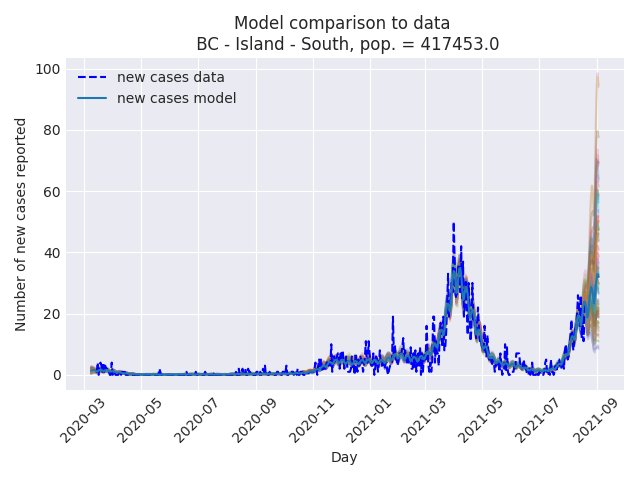 Model comparison to data
BC - Island - South, pop. = 417453.0
new cases data
new cases model
Number of new cases reported
100
80
60
40
20
0
2020-03
2020-05
2020-07
2020-09
2020-11
2021-01
2021-03
2021-05
2021-07
2021-09
Day